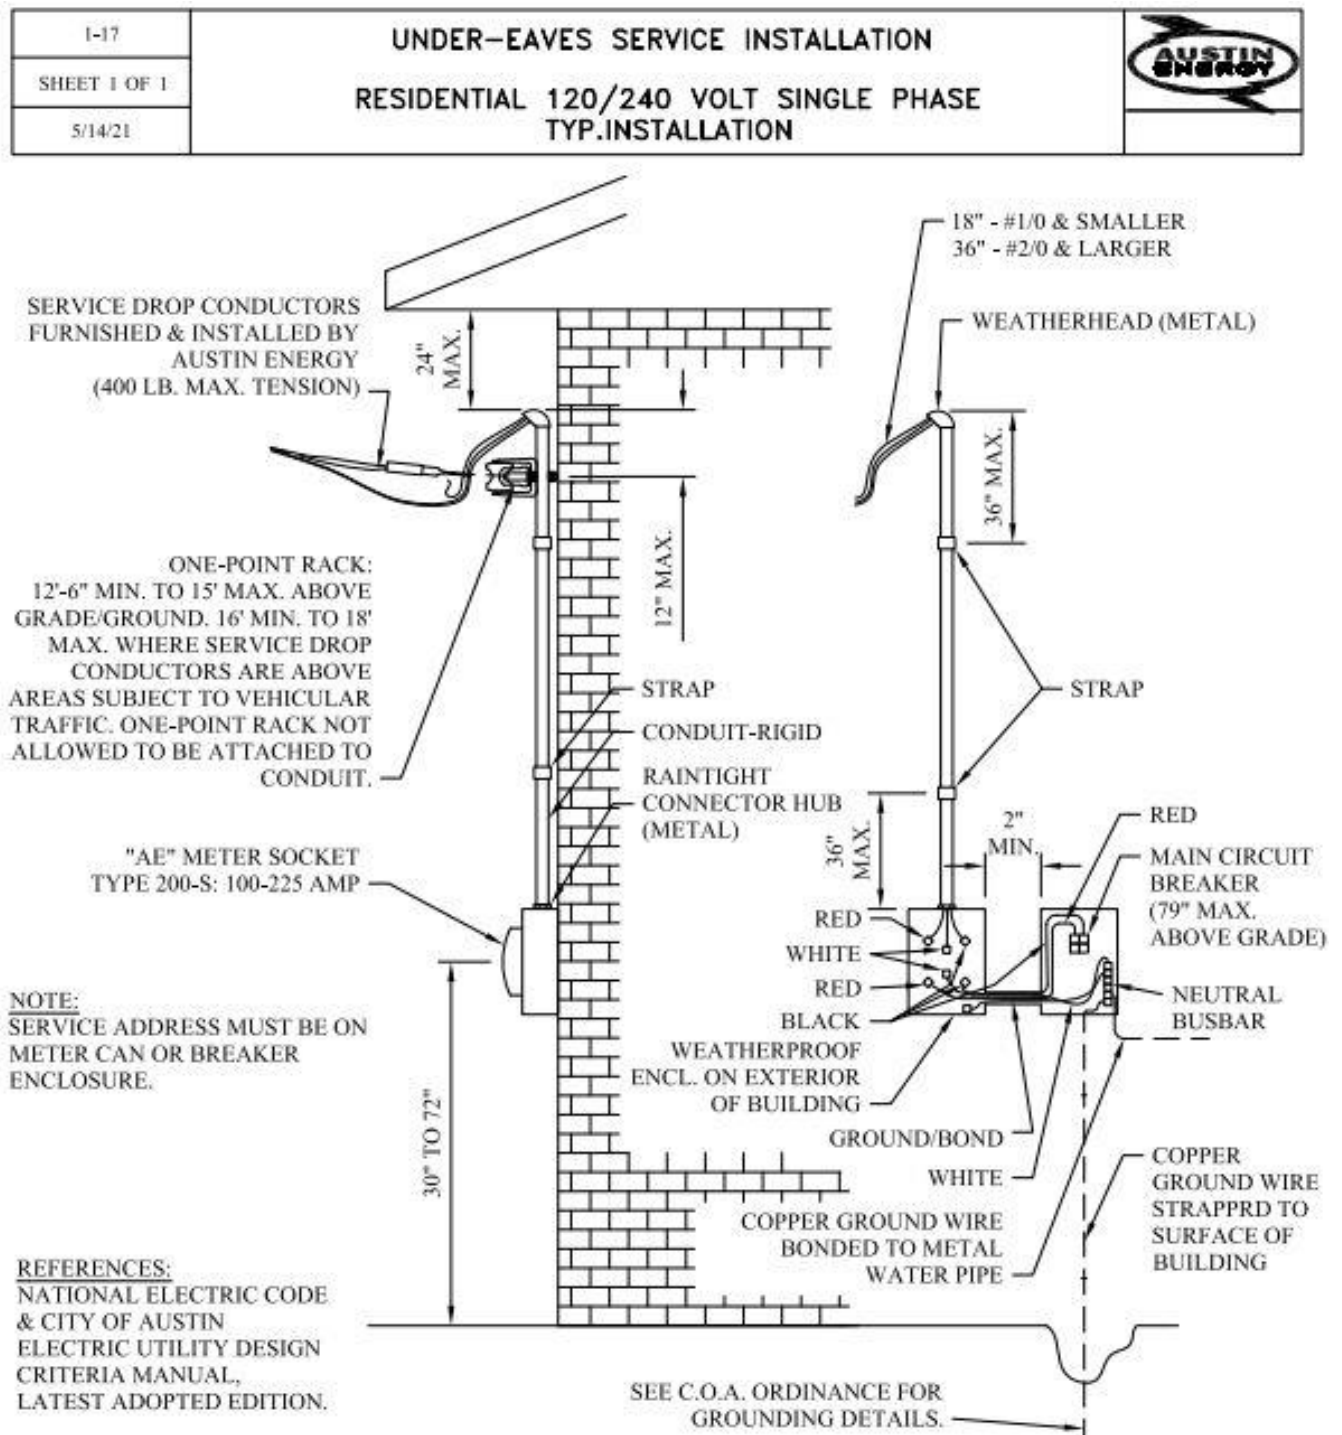 1-17
SHEET 1 OF 1
5/14/21
UNDER-EAVES SERVICE INSTALLATION
RESIDENTIAL 120/240 VOLT SINGLE PHASE
TYP.INSTALLATION
AUSTIN
ENERGY
18" - #1/0 & SMALLER
36" - #2/0 & LARGER
SERVICE DROP CONDUCTORS
FURNISHED & INSTALLED BY
AUSTIN ENERGY
(400 LB. MAX. TENSION)
24"
MAX.
WEATHERHEAD (METAL)
36" MAX.
12" MAX.
ONE-POINT RACK:
12'-6" MIN. TO 15' MAX. ABOVE
GRADE/GROUND. 16' MIN. TO 18'
MAX. WHERE SERVICE DROP
CONDUCTORS ARE ABOVE
AREAS SUBJECT TO VEHICULAR
TRAFFIC. ONE-POINT RACK NOT
ALLOWED TO BE ATTACHED TO
CONDUIT.
STRAP
CONDUIT-RIGID
RAINTIGHT
CONNECTOR HUB
(METAL)
STRAP
36"
MAX.
2"
MIN.
RED
MAIN CIRCUIT
BREAKER
(79" MAX.
ABOVE GRADE)
"AE" METER SOCKET
TYPE 200-S: 100-225 AMP
RED
WHITE
RED
BLACK
NEUTRAL
BUSBAR
NOTE:
SERVICE ADDRESS MUST BE ON
METER CAN OR BREAKER
ENCLOSURE.
WEATHERPROOF
ENCL. ON EXTERIOR
OF BUILDING
GROUND/BOND
WHITE
30" TO 72"
COPPER GROUND WIRE
BONDED TO METAL
WATER PIPE
COPPER
GROUND WIRE
STRAPPRD TO
SURFACE OF
BUILDING
REFERENCES:
NATIONAL ELECTRIC CODE
& CITY OF AUSTIN
ELECTRIC UTILITY DESIGN
CRITERIA MANUAL,
LATEST ADOPTED EDITION.
SEE C.O.A. ORDINANCE FOR
GROUNDING DETAILS.